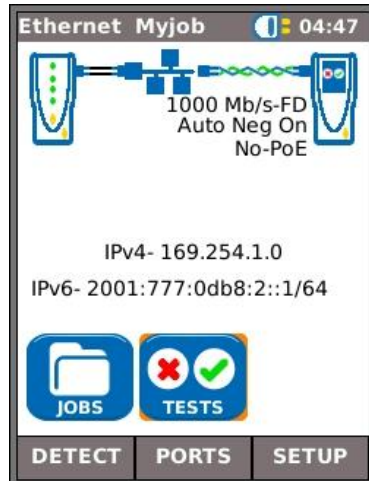 Ethernet Myjob 04:47
1000 Mb/s-FD
Auto Neg On
No-PoE
IPv4- 169.254.1.0
IPv6- 2001:777:0db8:2::1/64
JOBS TESTS
DETECT PORTS SETUP